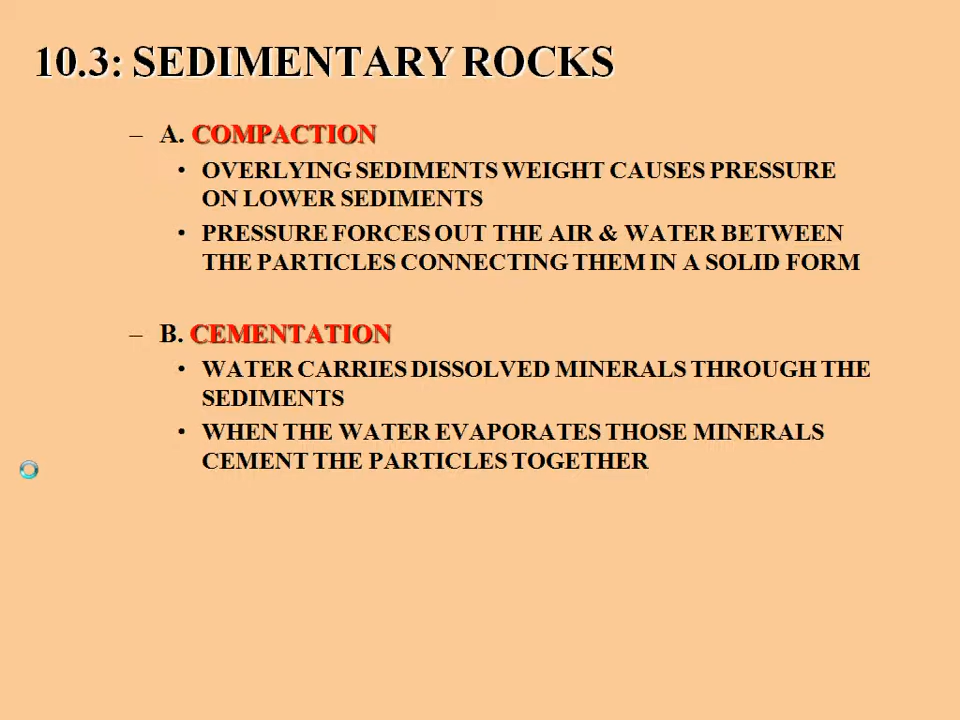 10.3: SEDIMENTARY ROCKS
– A. COMPACTION
• OVERLYING SEDIMENTS WEIGHT CAUSES PRESSURE
ON LOWER SEDIMENTS
• PRESSURE FORCES OUT THE AIR & WATER BETWEEN
THE PARTICLES CONNECTING THEM IN A SOLID FORM
– B. CEMENTATION
• WATER CARRIES DISSOLVED MINERALS THROUGH THE
SEDIMENTS
• WHEN THE WATER EVAPORATES THOSE MINERALS
CEMENT THE PARTICLES TOGETHER